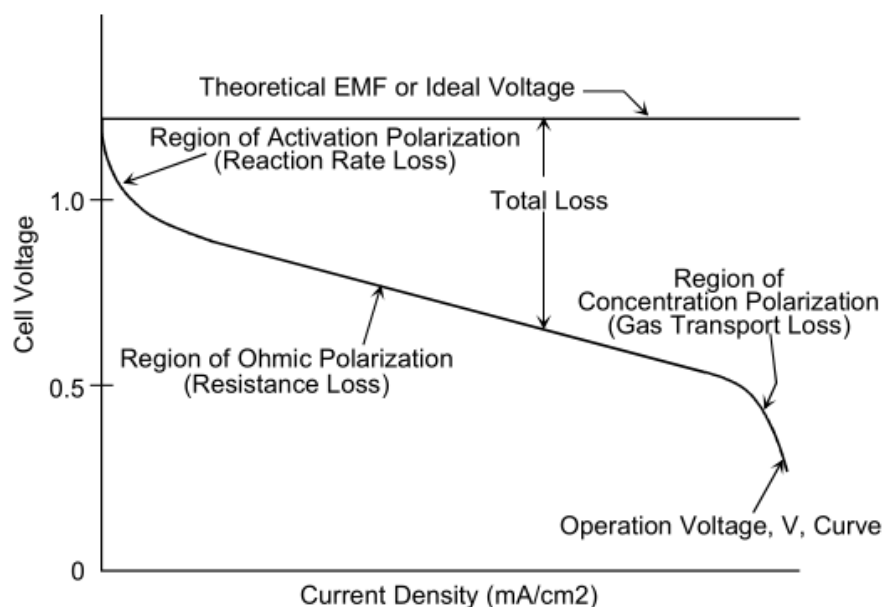 Theoretical EMF or Ideal Voltage
Region of Activation Polarization
(Reaction Rate Loss)
1.0
Total Loss
Region of
Concentration Polarization
(Gas Transport Loss)
Cell Voltage
Region of Ohmic Polarization
(Resistance Loss)
0.5
Operation Voltage, V, Curve
0
Current Density (mA/cm2)